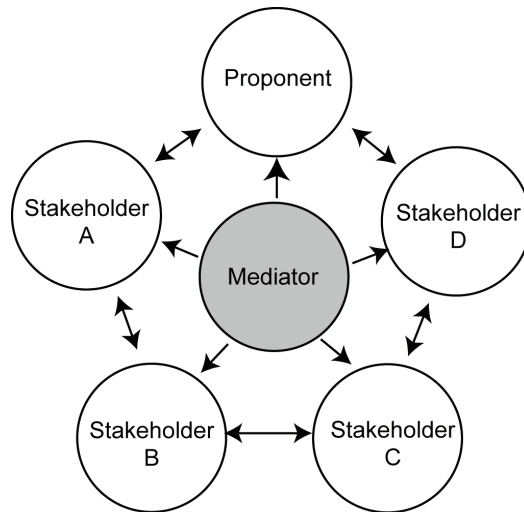 Proponent
Stakeholder
A
Stakeholder
D
Mediator
Stakeholder
B
Stakeholder
C